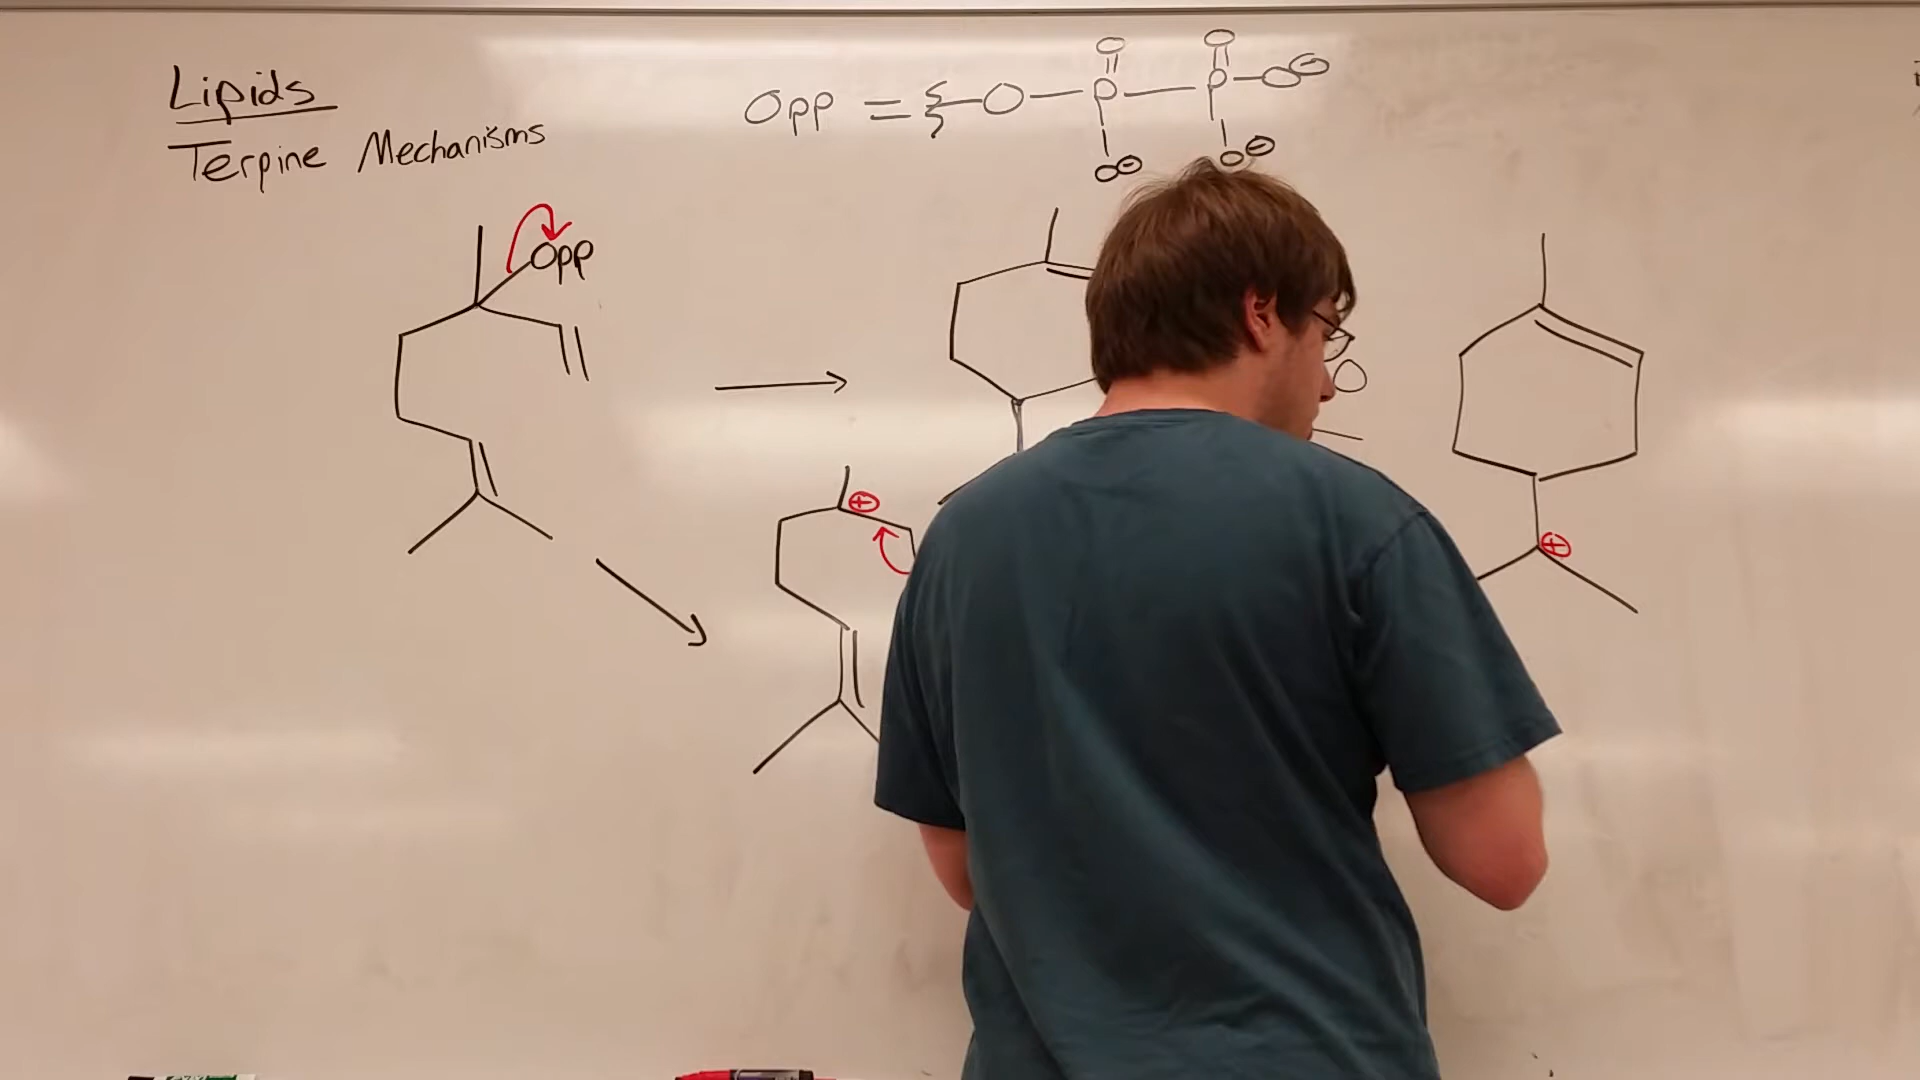 Lipids
Terpine Mechanisms
Opp = O P P O⊖
O O
O⊖ O⊖
Opp
O
⊕
⊕